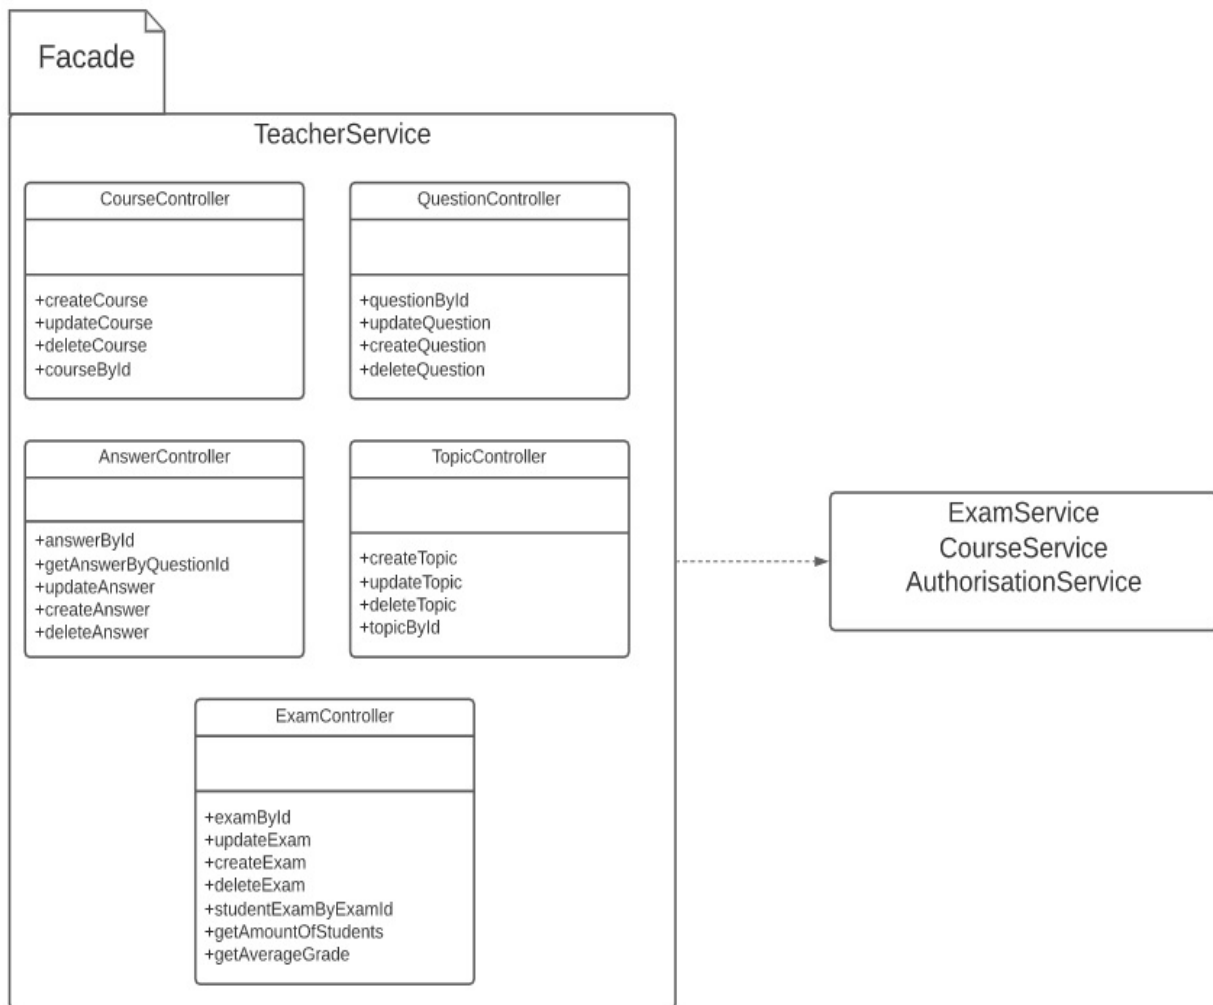 Facade
TeacherService
CourseController
+createCourse
+updateCourse
+deleteCourse
+courseById
QuestionController
+questionById
+updateQuestion
+createQuestion
+deleteQuestion
AnswerController
+answerById
+getAnswerByQuestionId
+updateAnswer
+createAnswer
+deleteAnswer
TopicController
+createTopic
+updateTopic
+deleteTopic
+topicById
ExamController
+examById
+updateExam
+createExam
+deleteExam
+studentExamByExamId
+getAmountOfStudents
+getAverageGrade
ExamService
CourseService
AuthorisationService